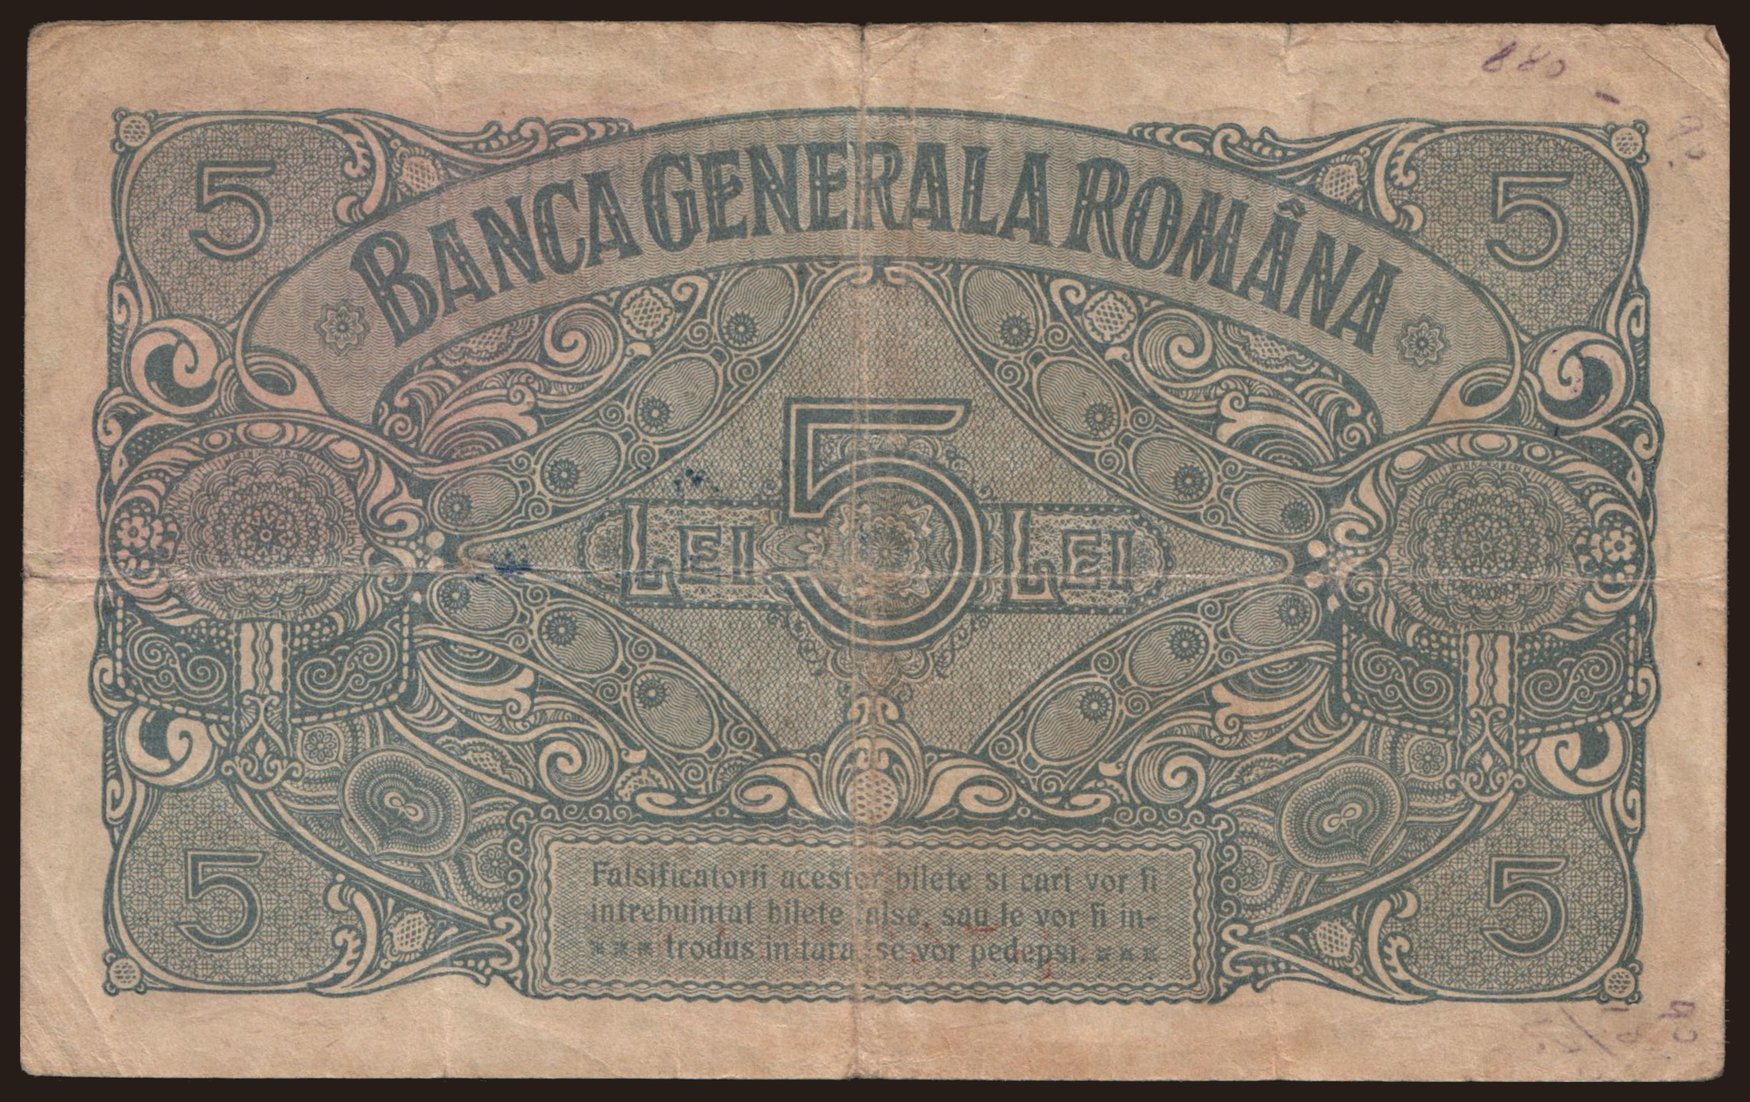 880
5 5
BANCA GENERALA ROMÂNA
LEI 5 LEI
5 5
Falsificatorii acestor bilete si cari vor fi
intrebuintat bilete false, sau le vor fi in-
*** trodus in tara, se vor pedepsi. ***